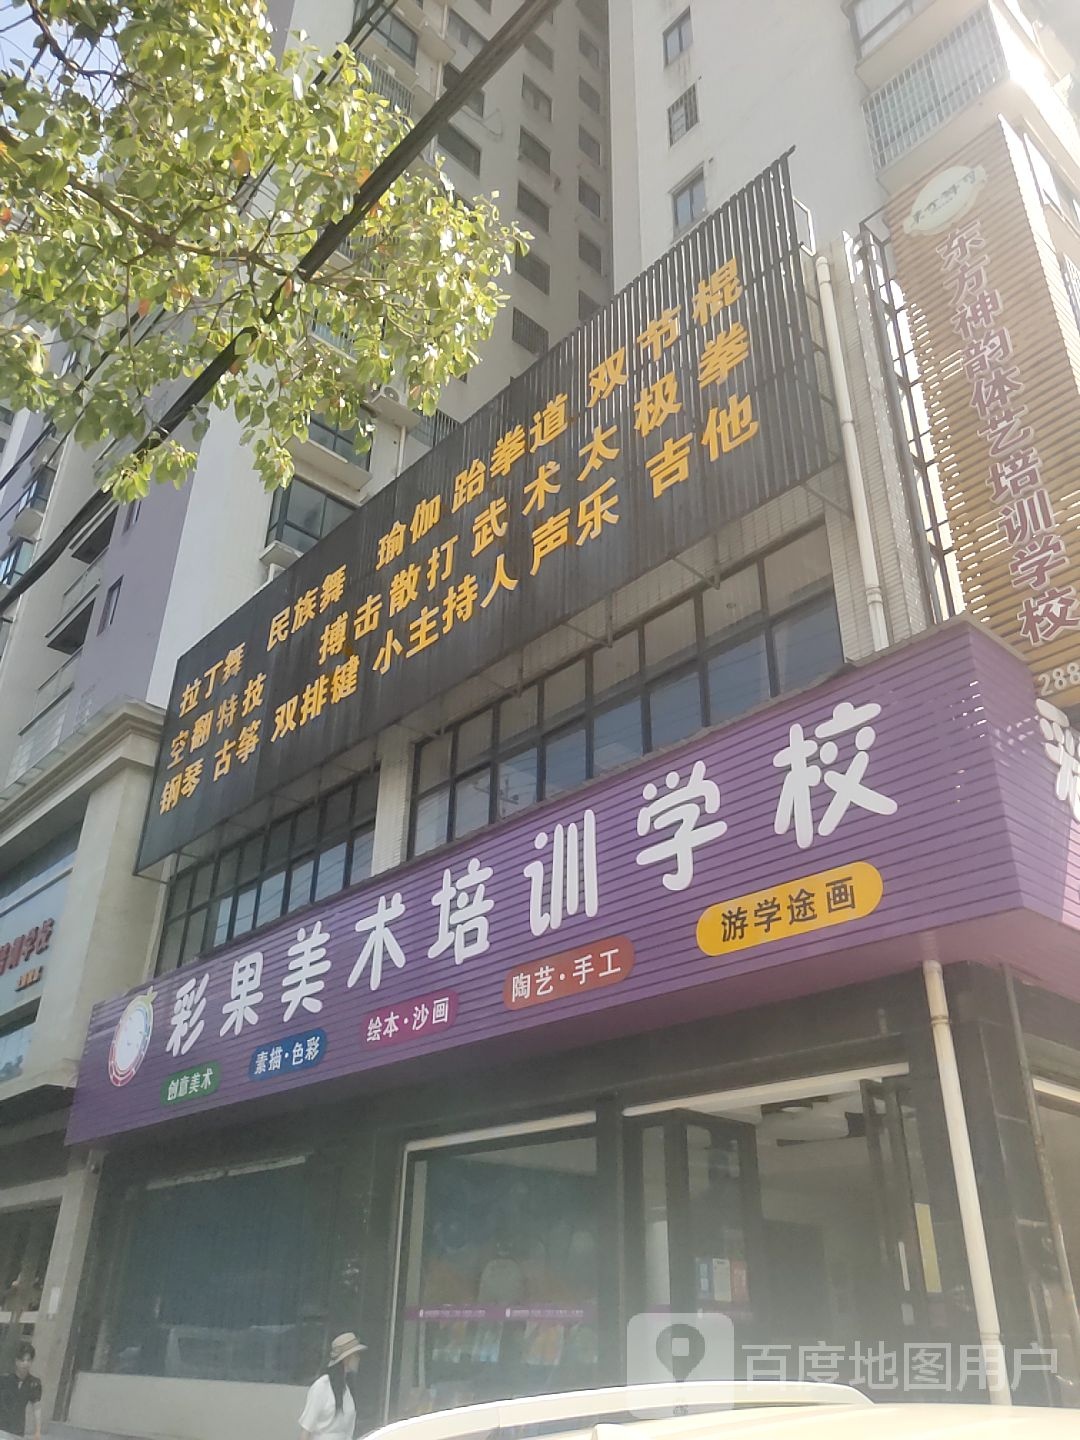 东方神韵体艺培训学校
288
拉丁舞 民族舞 瑜伽 跆拳道 双节棍
空翻特技 搏击散打 武术太极拳
钢琴 古筝 双排键 小主持人 声乐 吉他
彩果美术培训学校
创意美术
素描·色彩
绘本·沙画
陶艺·手工
游学途画
培训学校
百度地图用户